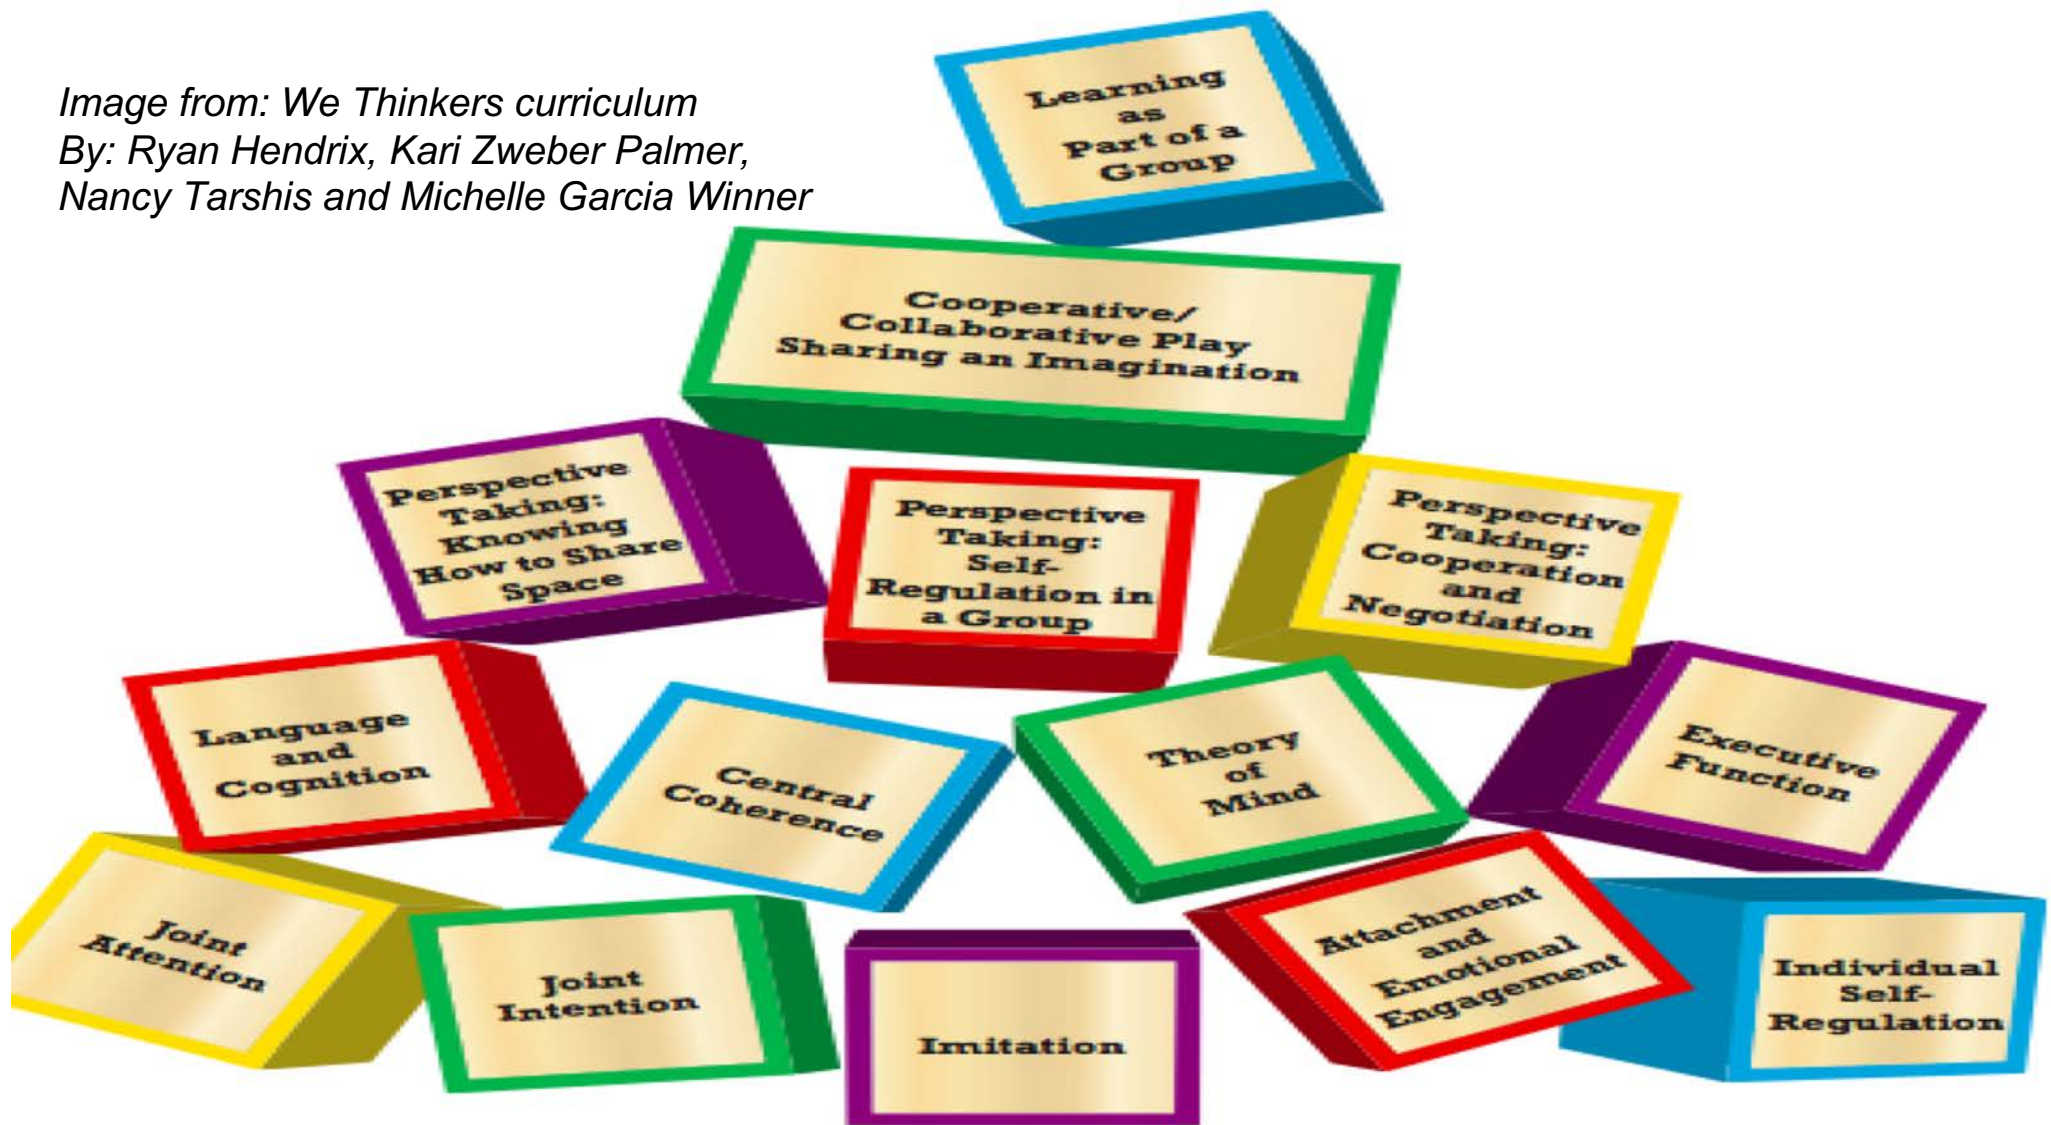 Image from: We Thinkers curriculum
By: Ryan Hendrix, Kari Zweber Palmer,
Nancy Tarshis and Michelle Garcia Winner
Learning
as
Part of a
Group
Cooperative/
Collaborative Play
Sharing an Imagination
Perspective
Taking:
Knowing
How to Share
Space
Perspective
Taking:
Self-
Regulation in
a Group
Perspective
Taking:
Cooperation
and
Negotiation
Language
and
Cognition
Central
Coherence
Theory
of
Mind
Executive
Function
Joint
Attention
Joint
Intention
Imitation
Attachment
and
Emotional
Engagement
Individual
Self-
Regulation